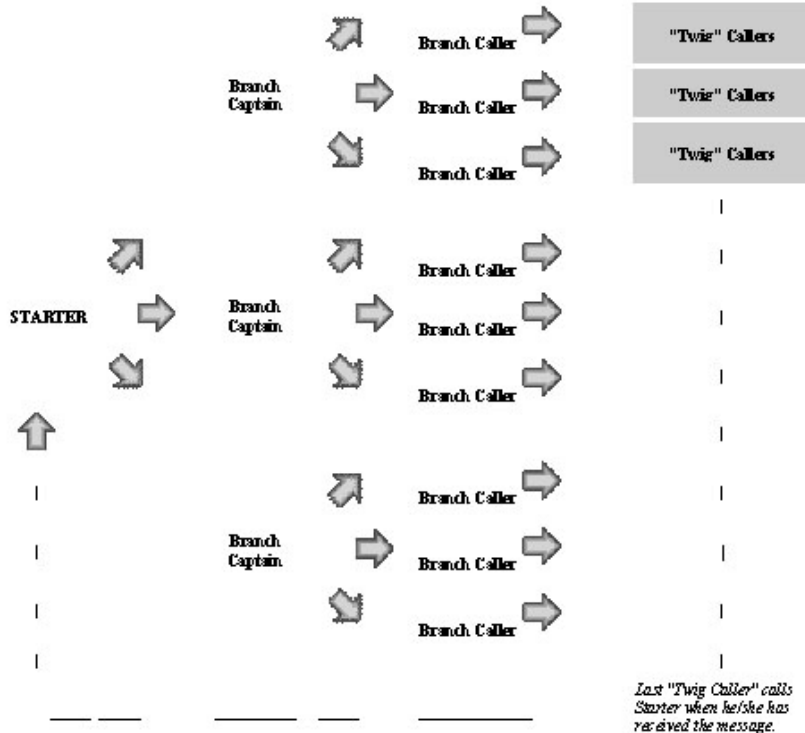 Branch Caller
"Twig" Callers
Branch
Captain
Branch Caller
"Twig" Callers
Branch Caller
"Twig" Callers
Branch Caller
STARTER
Branch
Captain
Branch Caller
Branch Caller
Branch Caller
Branch
Captain
Branch Caller
Branch Caller
Last "Twig Caller" calls
Starter when he/she has
received the message.